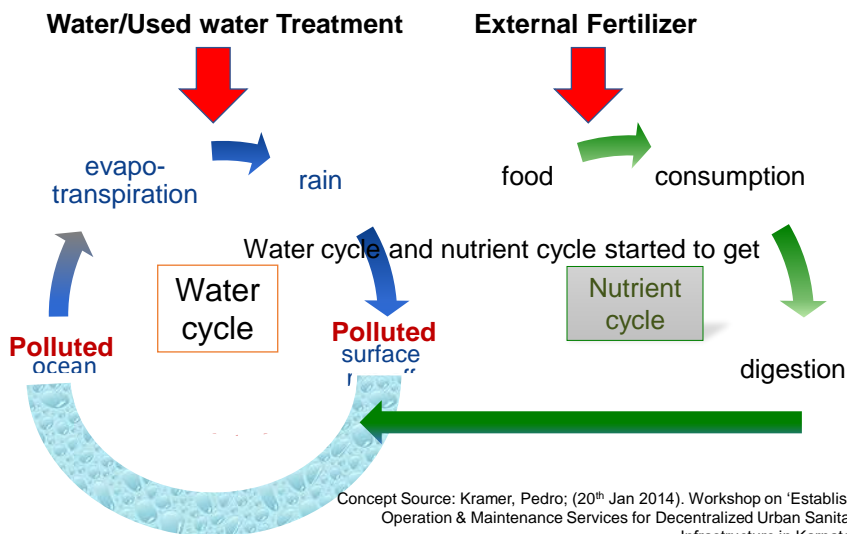 Water/Used water Treatment
External Fertilizer
evapo-
transpiration
rain
food
consumption
Water cycle and nutrient cycle started to get
Water
cycle
Nutrient
cycle
Polluted
ocean
Polluted
surface
digestion
Concept Source: Kramer, Pedro; (20th Jan 2014). Workshop on ‘Establis
Operation & Maintenance Services for Decentralized Urban Sanita